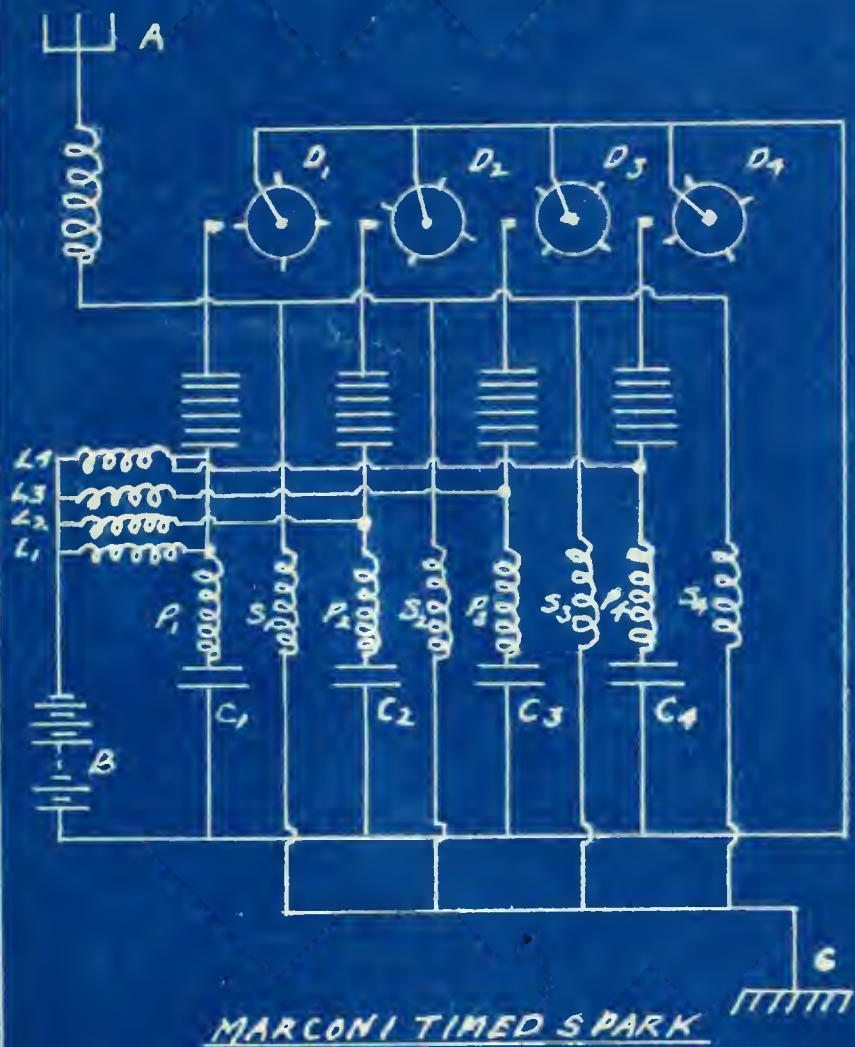 A
D₁ D₂ D₃ D₄
L4
L3
L2
L₁
P₁ S₁ P₂ S₂ P₃ S₃ P₄ S₄
C₁ C2 C3 C4
B
G
MARCONI TIMED SPARK